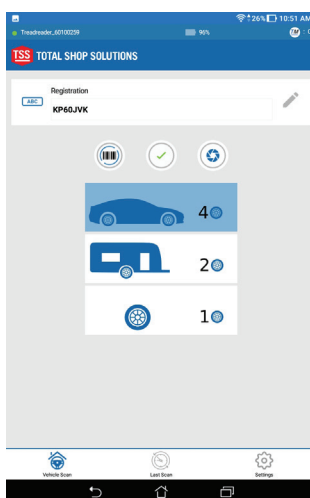 26% 10:51 AM
Treadreader_60100259 96%
TSS TOTAL SHOP SOLUTIONS
Registration
ABC
KP60JVK
4
2
1
Vehicle Scan Last Scan Settings